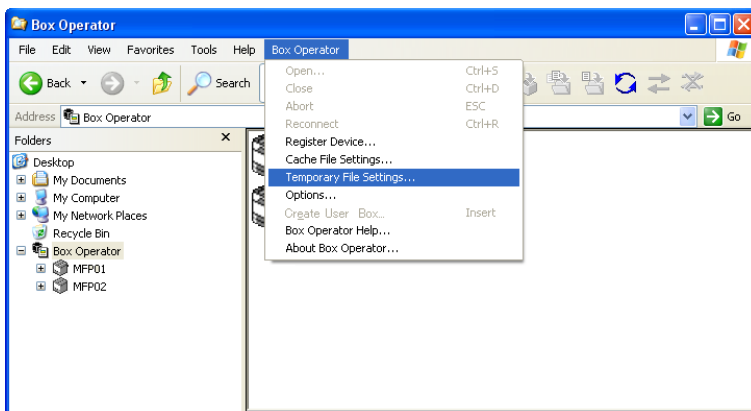 Box Operator
File Edit View Favorites Tools Help Box Operator
Back Search
Address Box Operator Go
Folders X
Desktop
My Documents
My Computer
My Network Places
Recycle Bin
Box Operator
MFP01
MFP02
Open... Ctrl+S
Close Ctrl+D
Abort ESC
Reconnect Ctrl+R
Register Device...
Cache File Settings...
Temporary File Settings...
Options...
Create User Box... Insert
Box Operator Help...
About Box Operator...